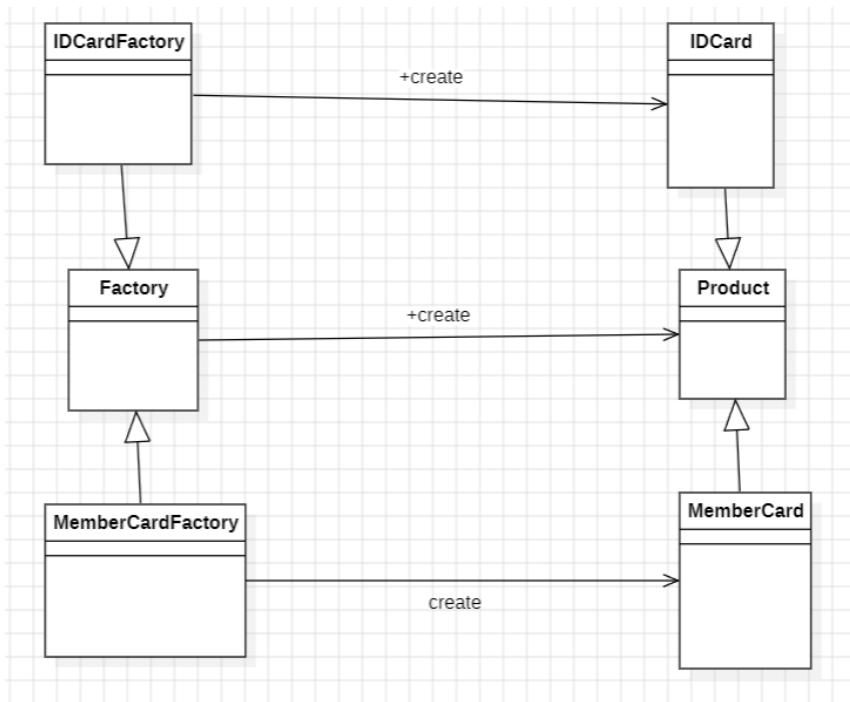 IDCardFactory
IDCard
+create
Factory
Product
+create
MemberCardFactory
MemberCard
create